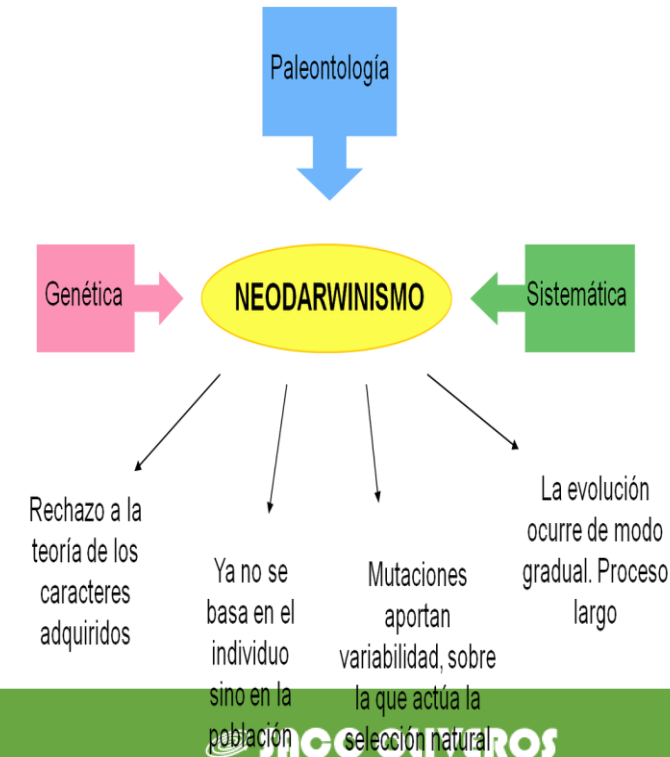 Paleontología
Genética
NEODARWINISMO
Sistemática
Rechazo a la
teoría de los
caracteres
adquiridos
Ya no se
basa en el
individuo
sino en la
población
Mutaciones
aportan
variabilidad, sobre
la que actúa la
selección natural
La evolución
ocurre de modo
gradual. Proceso
largo
SACO OLIVEROS